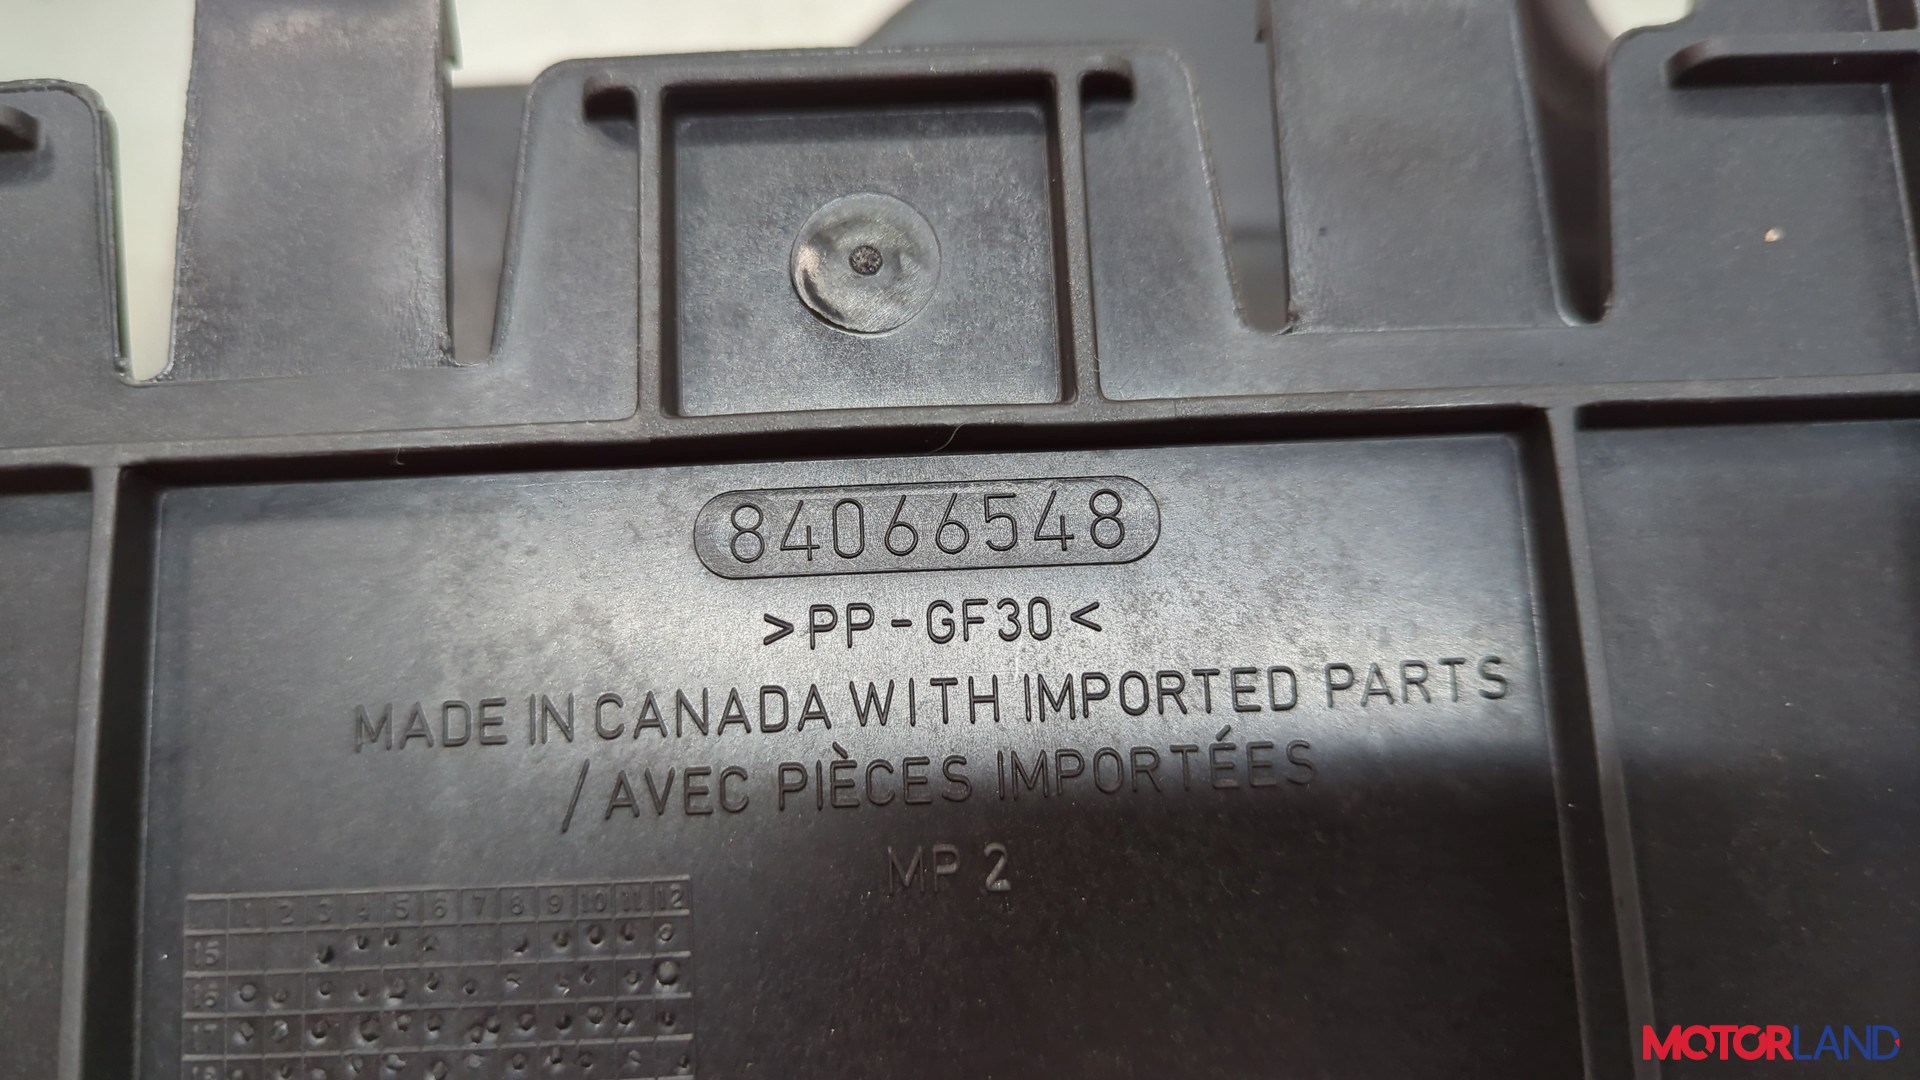 84066548
>PP-GF30<
MADE IN CANADA WITH IMPORTED PARTS
/ AVEC PIÈCES IMPORTÉES
MP 2
1 2 3 4 5 6 7 8 9 10 11 12
15
16
17
18
MOTORLAND